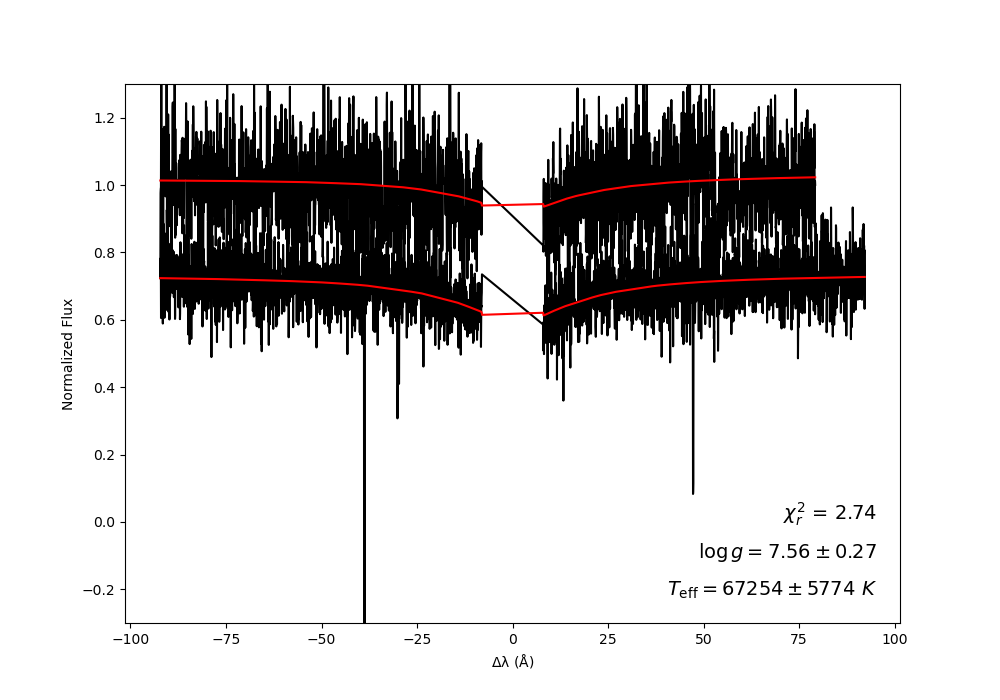 1.2
1.0
0.8
0.6
0.4
0.2
0.0
−0.2
Normalized Flux
χ²ᵣ = 2.74
log g = 7.56 ± 0.27
T_eff = 67254 ± 5774 K
−100 −75 −50 −25 0 25 50 75 100
Δλ (Å)